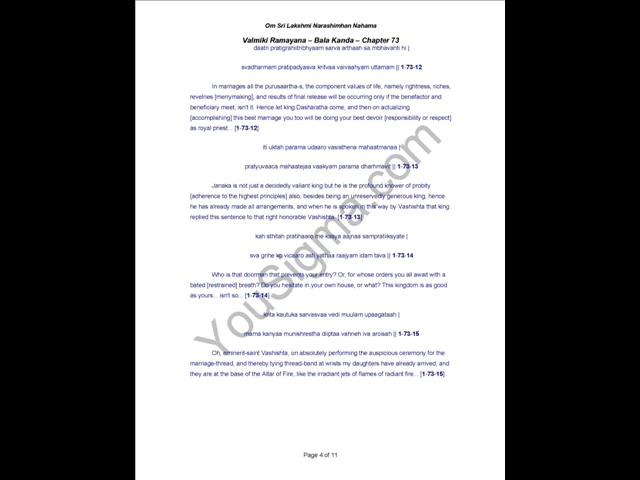 Om Sri Lakshmi Narashimhan Nahama
Valmiki Ramayana – Bala Kanda – Chapter 73
daatri pratigrahiitribhyaam sarva arthaah sa.mbhavanti hi |
svadharmam pratipadyasva kritvaa vaivaahyam uttamam || 1-73-12
In marriages all the purusaartha-s, the component values of life, namely rightness, riches,
revelries [merrymaking], and results of final release will be occurring only if the benefactor and
beneficiary meet, isn't it. Hence let king Dasharatha come, and then on actualizing
[accomplishing] this best marriage you too will be doing your best devoir [responsibility or respect]
as royal priest... [1-73-12]
iti uktah parama udaaro vasisthena mahaatmanaa |
pratyuvaaca mahaatejaa vaakyam parama dharhmavit || 1-73-13
Janaka is not just a decidedly valiant king but he is the profound knower of probity
[adherence to the highest principles] also, besides being an unreservedly generous king, hence
he has already made all arrangements, and when he is spoken in this way by Vashishta that king
replied this sentence to that right honorable Vashishta. [1-73-13]
kah sthitah pratihaaro me kasya aajnaa sampratiiksyate |
sva grihe ko vicaaro asti yathaa raajyam idam tava || 1-73-14
Who is that doorman that prevents your entry? Or, for whose orders you all await with a
bated [restrained] breath? Do you hesitate in your own house, or what? This kingdom is as good
as yours... isn't so... [1-73-14]
krita kautuka sarvasvaa vedi muulam upaagataah |
mama kanyaa munishrestha diiptaa vahneh iva arcisah || 1-73-15
Oh, eminent-saint Vashishta, on absolutely performing the auspicious ceremony for the
marriage-thread, and thereby tying thread-band at wrists my daughters have already arrived, and
they are at the base of the Altar of Fire, like the irradiant jets of flames of radiant fire... [1-73-15]
YouSigma.com
Page 4 of 11